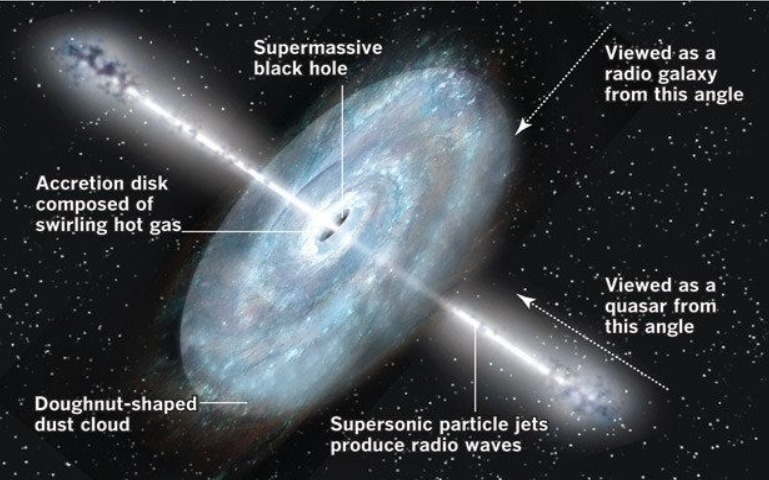 Supermassive
black hole
Viewed as a
radio galaxy
from this angle
Accretion disk
composed of
swirling hot gas
Viewed as a
quasar from
this angle
Doughnut-shaped
dust cloud
Supersonic particle jets
produce radio waves